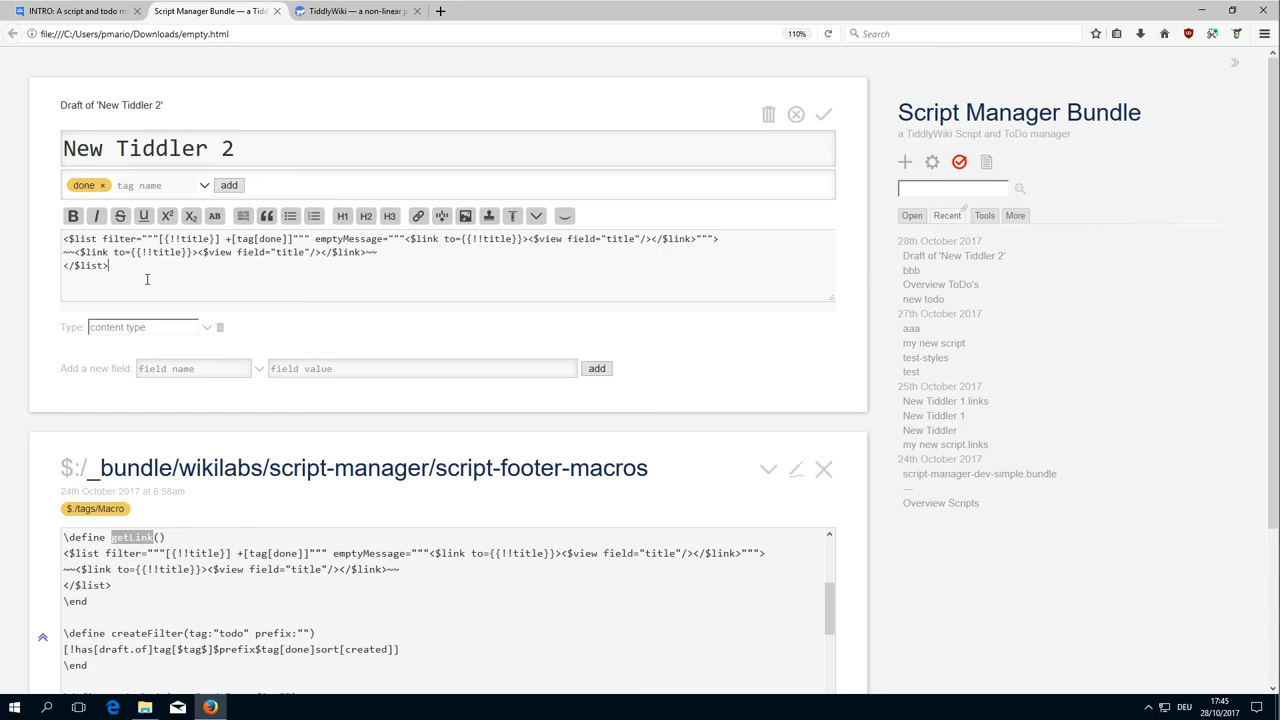 INTRO: A script and todo m
Script Manager Bundle — a Tidd
TiddlyWiki — a non-linear p
file:///C:/Users/pmario/Downloads/empty.html
110%
Search
Draft of 'New Tiddler 2'
New Tiddler 2
done × tag name add
B I S U X² X₂ AB H1 H2 H3
<$list filter="""[{!!title}] +[tag[done]]""" emptyMessage="""<$link to={{!!title}}><$view field="title"/></$link>""">
~~<$link to={{!!title}}><$view field="title"/></$link>~~
</$list>
Type: content type
Add a new field: field name field value add
$:/_bundle/wikilabs/script-manager/script-footer-macros
24th October 2017 at 8:58am
$:/tags/Macro
\define getLink()
<$list filter="""[{!!title}] +[tag[done]]""" emptyMessage="""<$link to={{!!title}}><$view field="title"/></$link>""">
~~<$link to={{!!title}}><$view field="title"/></$link>~~
</$list>
\end
\define createFilter(tag:"todo" prefix:"")
[!has[draft.of]tag[$tag$]$prefix$tag[done]sort[created]]
\end
Script Manager Bundle
a TiddlyWiki Script and ToDo manager
Open Recent Tools More
28th October 2017
Draft of 'New Tiddler 2'
bbb
Overview ToDo's
new todo
27th October 2017
aaa
my new script
test-styles
test
25th October 2017
New Tiddler 1.links
New Tiddler 1
New Tiddler
my new script.links
24th October 2017
script-manager-dev-simple.bundle
---
Overview Scripts
DEU
17:45
28/10/2017